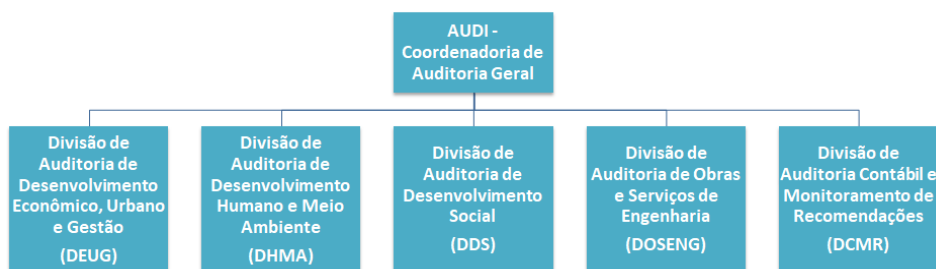 AUDI -
Coordenadoria de
Auditoria Geral
Divisão de
Auditoria de
Desenvolvimento
Econômico, Urbano
e Gestão
(DEUG)
Divisão de
Auditoria de
Desenvolvimento
Humano e Meio
Ambiente
(DHMA)
Divisão de
Auditoria de
Desenvolvimento
Social
(DDS)
Divisão de
Auditoria de Obras
e Serviços de
Engenharia
(DOSENG)
Divisão de
Auditoria Contábil e
Monitoramento de
Recomendações
(DCMR)